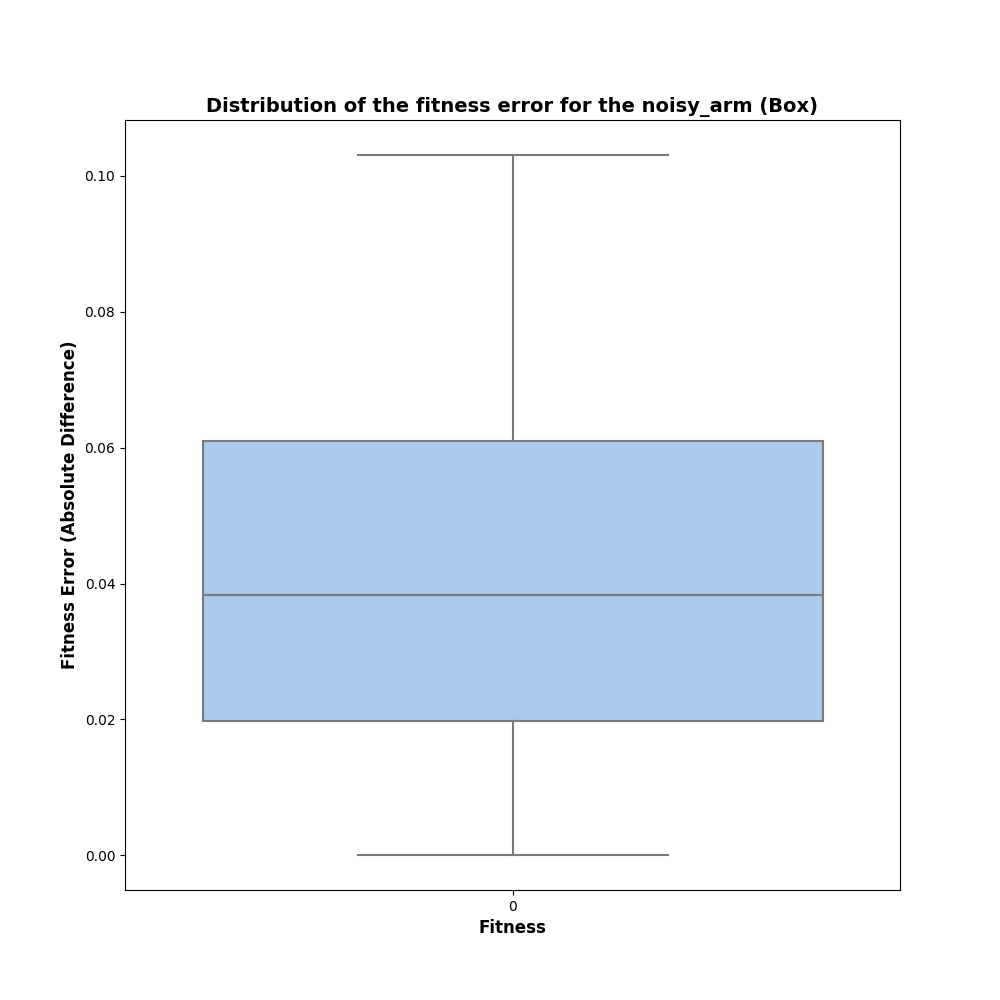 Distribution of the fitness error for the noisy_arm (Box)
Fitness Error (Absolute Difference)
0.10
0.08
0.06
0.04
0.02
0.00
0
Fitness